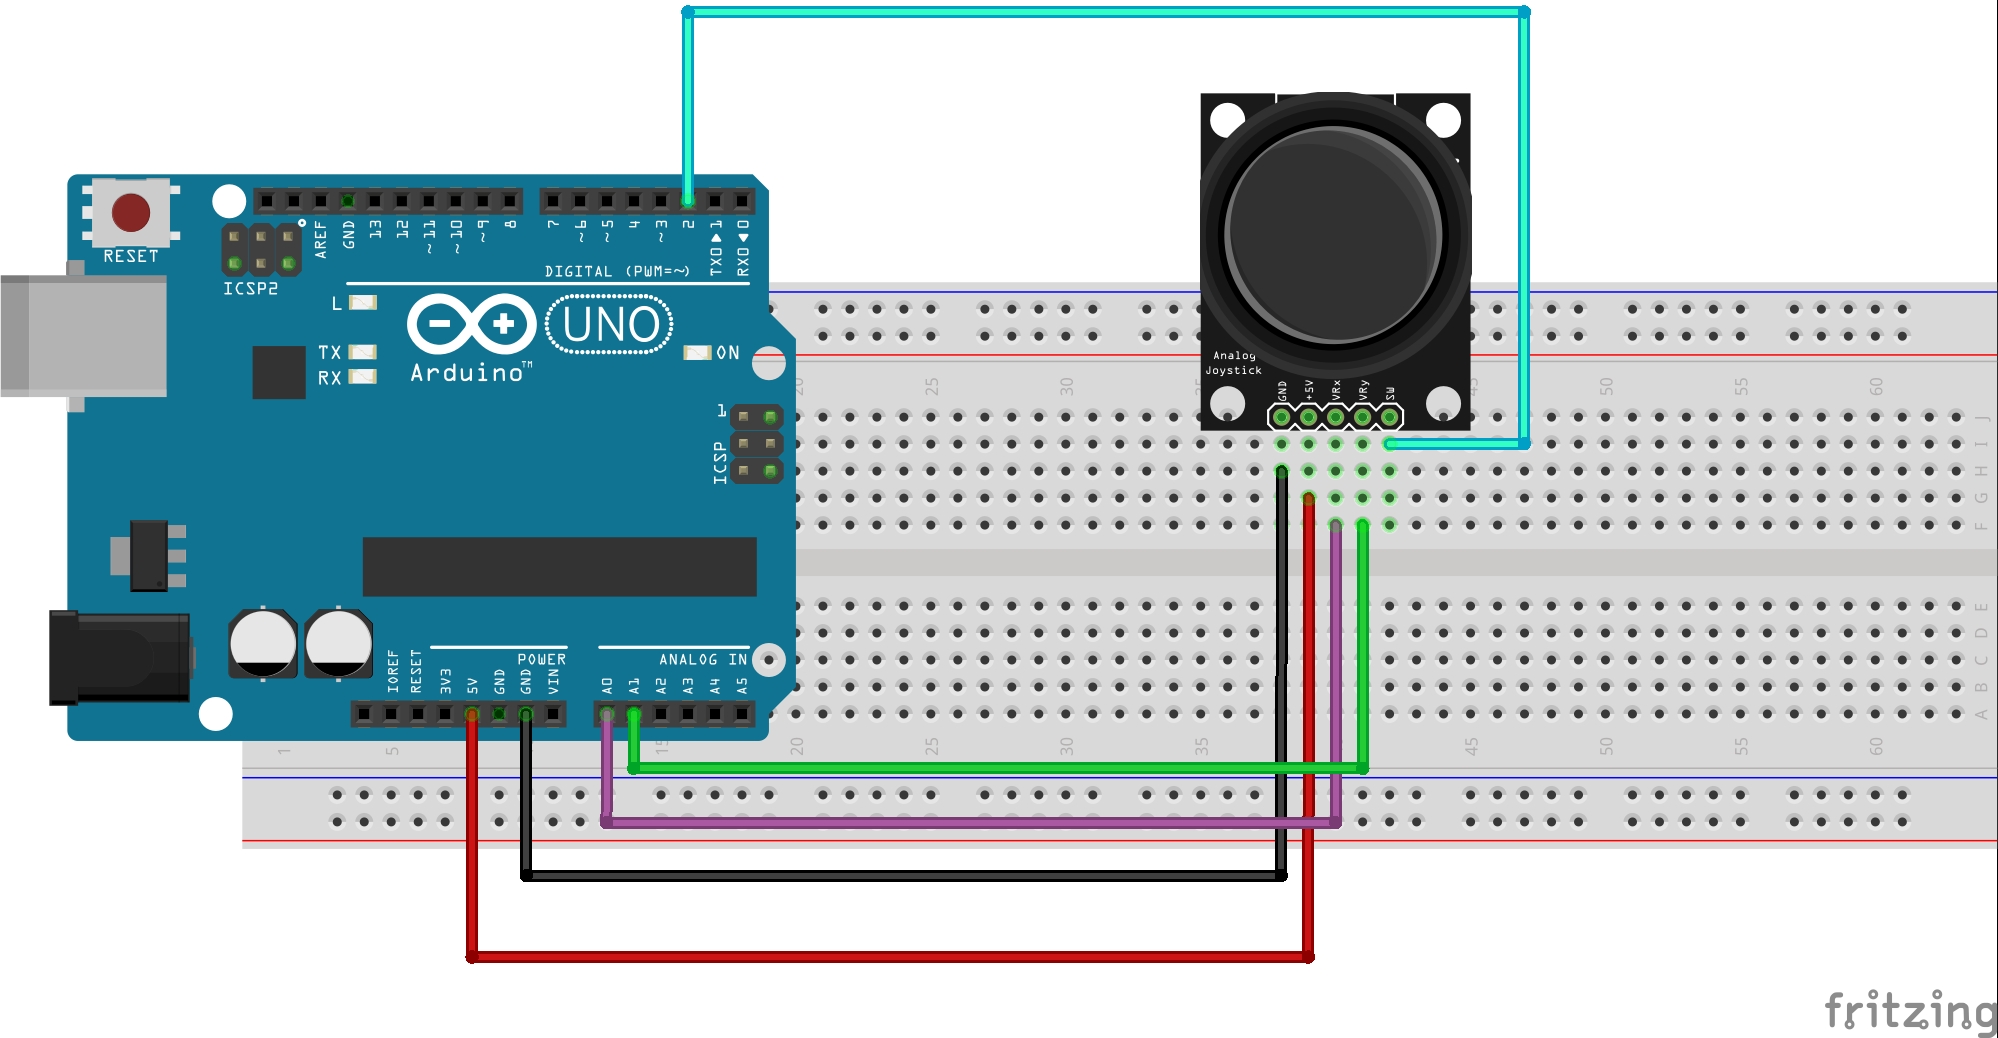 RESET
ICSP2
AREF
GND
13
12
~11
~10
~9
8
7
~6
~5
4
~3
2
TX0▶1
RX0◀0
DIGITAL (PWM=~)
L
TX
RX
UNO
Arduino™
ON
1
ICSP
IOREF
RESET
3V3
5V
GND
GND
VIN
POWER
ANALOG IN
A0
A1
A2
A3
A4
A5
Analog
Joystick
GND
+5V
VRx
VRy
SW
25
30
45
50
55
60
J
I
H
G
F
E
D
C
B
A
1
5
15
20
25
30
35
45
50
55
60
fritzing